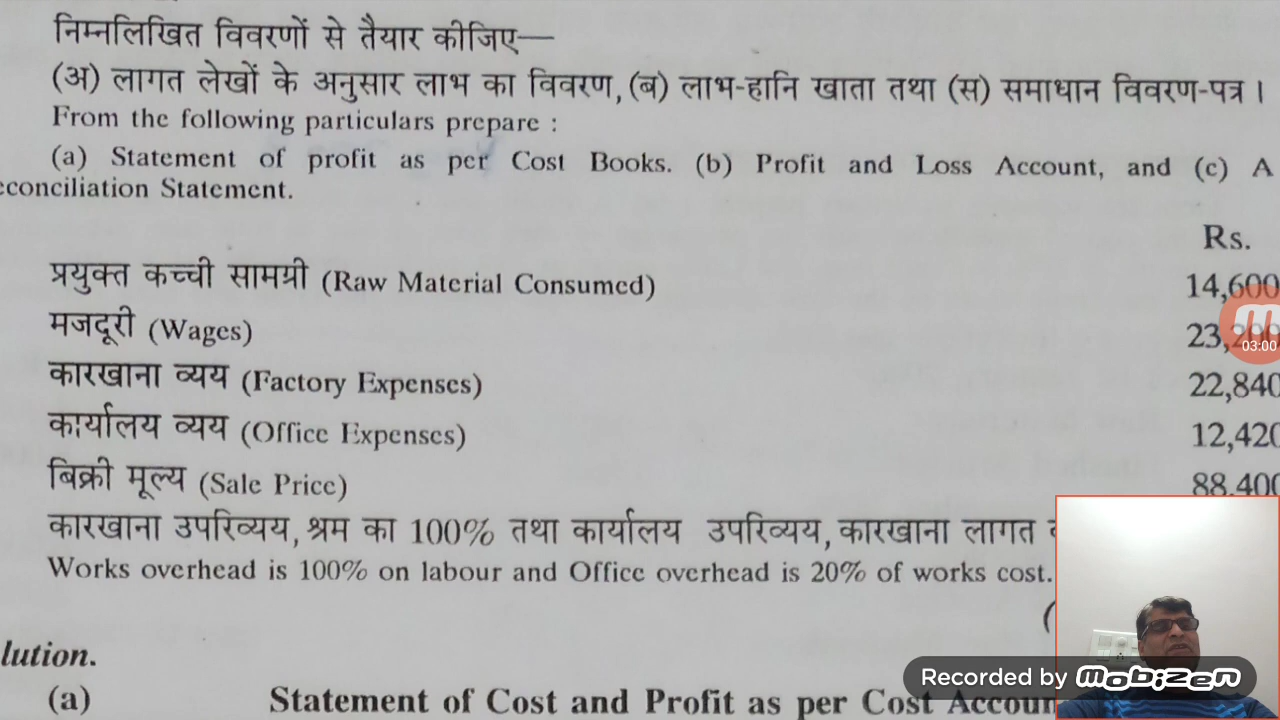 निम्नलिखित विवरणों से तैयार कीजिए—
(अ) लागत लेखों के अनुसार लाभ का विवरण, (ब) लाभ-हानि खाता तथा (स) समाधान विवरण-पत्र ।
From the following particulars prepare :
(a) Statement of profit as per Cost Books. (b) Profit and Loss Account, and (c) A
econciliation Statement.
Rs.
प्रयुक्त कच्ची सामग्री (Raw Material Consumed) 14,600
मजदूरी (Wages) 23,200
03:00
कारखाना व्यय (Factory Expenses) 22,840
कार्यालय व्यय (Office Expenses) 12,420
बिक्री मूल्य (Sale Price) 88,400
कारखाना उपरिव्यय, श्रम का 100% तथा कार्यालय उपरिव्यय, कारखाना लागत
Works overhead is 100% on labour and Office overhead is 20% of works cost.
(
lution.
Recorded by Mobizen
(a) Statement of Cost and Profit as per Cost Accoun